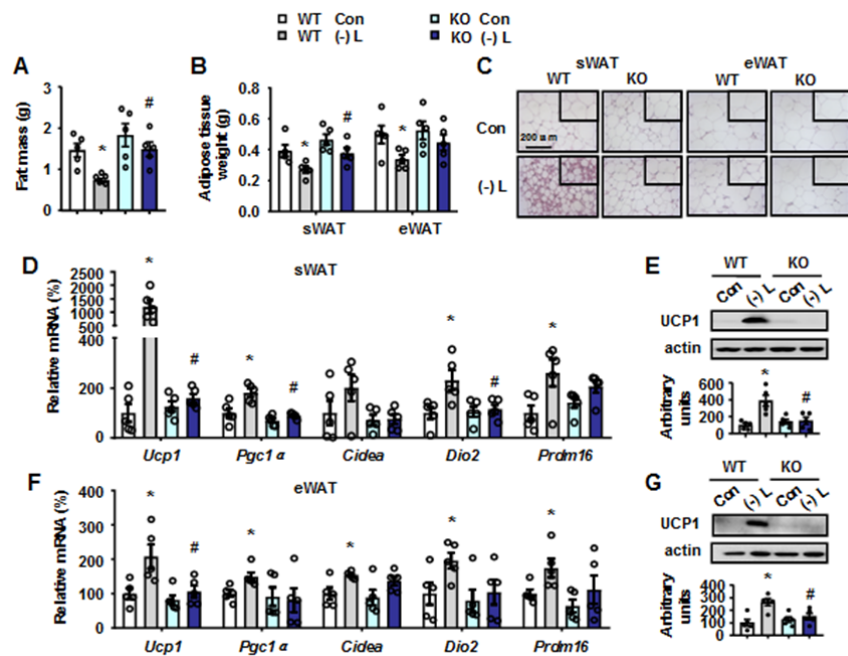 WT Con
KO Con
WT (-) L
KO (-) L
A
Fat mass (g)
3
2
1
0
*
#
B
Adipose tissue
weight (g)
0.8
0.6
0.4
0.2
0.0
*
#
*
sWAT
eWAT
C
sWAT
eWAT
WT
KO
WT
KO
Con
(-) L
D
sWAT
Relative mRNA (%)
2500
2000
1500
1000
500
200
100
0
*
#
*
#
*
#
*
Ucp1
Pgc1α
Cidea
Dio2
Prdm16
E
WT
KO
Con
(-) L
Con
(-) L
UCP1
actin
Arbitrary
units
600
400
200
0
*
#
F
eWAT
Relative mRNA (%)
400
300
200
100
0
*
#
*
*
*
*
Ucp1
Pgc1α
Cidea
Dio2
Prdm16
G
WT
KO
Con
(-) L
Con
(-) L
UCP1
actin
Arbitrary
units
400
300
200
100
0
*
#